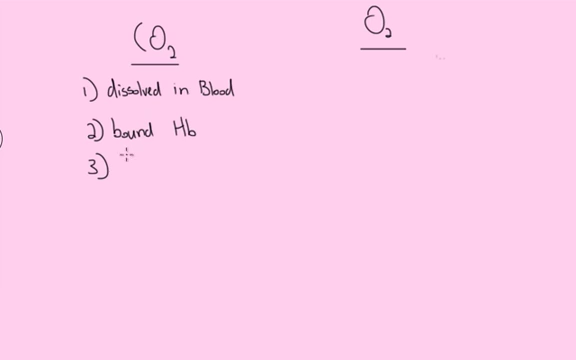 CO2
O2
1) dissolved in Blood
2) bound Hb
3)